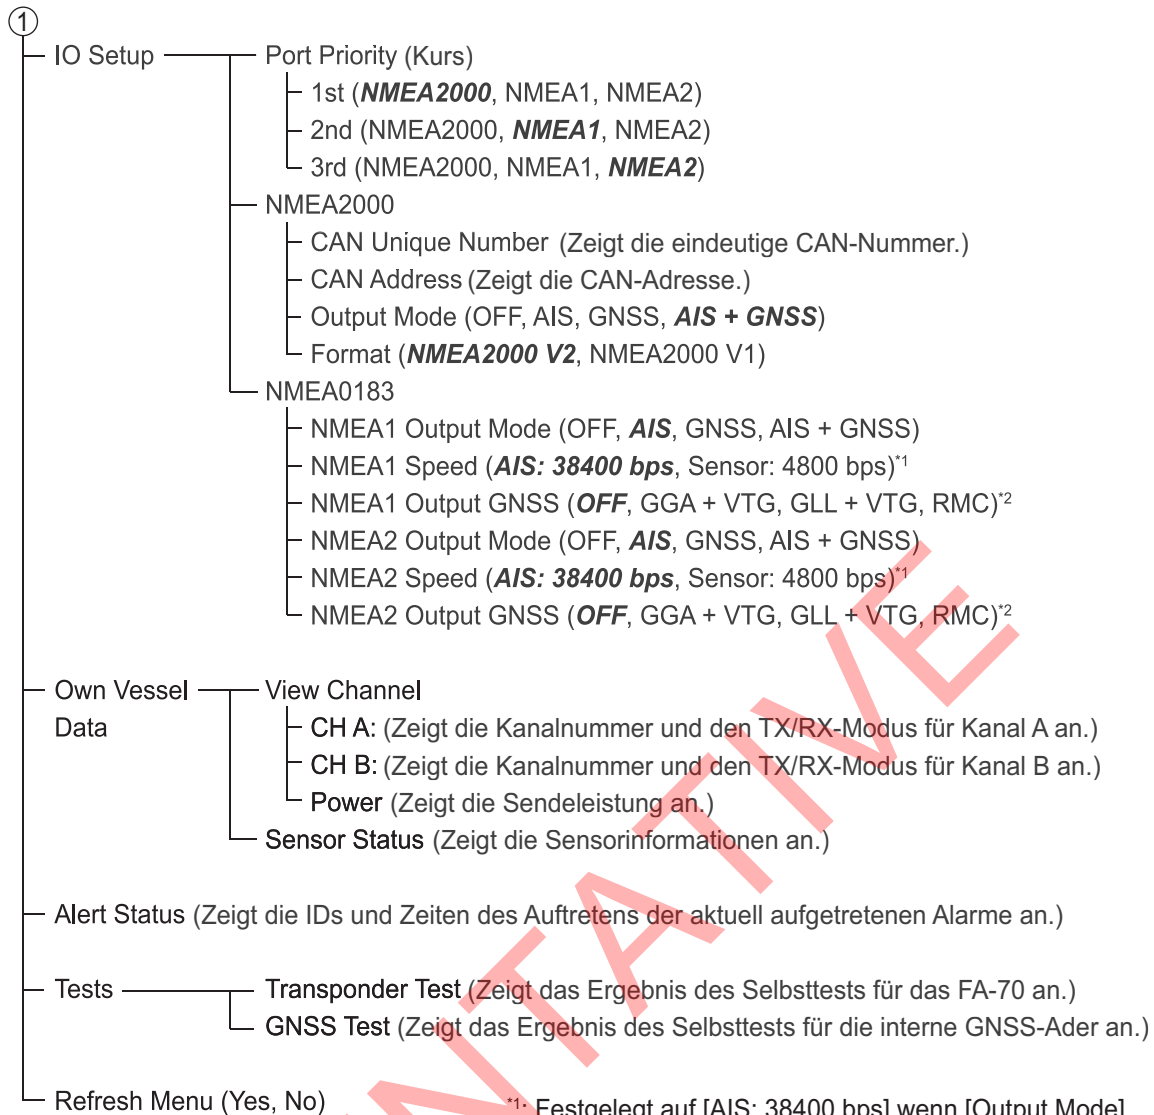 1
IO Setup
Port Priority (Kurs)
1st (NMEA2000, NMEA1, NMEA2)
2nd (NMEA2000, NMEA1, NMEA2)
3rd (NMEA2000, NMEA1, NMEA2)
NMEA2000
CAN Unique Number (Zeigt die eindeutige CAN-Nummer.)
CAN Address (Zeigt die CAN-Adresse.)
Output Mode (OFF, AIS, GNSS, AIS + GNSS)
Format (NMEA2000 V2, NMEA2000 V1)
NMEA0183
NMEA1 Output Mode (OFF, AIS, GNSS, AIS + GNSS)
NMEA1 Speed (AIS: 38400 bps, Sensor: 4800 bps)*1
NMEA1 Output GNSS (OFF, GGA + VTG, GLL + VTG, RMC)*2
NMEA2 Output Mode (OFF, AIS, GNSS, AIS + GNSS)
NMEA2 Speed (AIS: 38400 bps, Sensor: 4800 bps)*1
NMEA2 Output GNSS (OFF, GGA + VTG, GLL + VTG, RMC)*2
Own Vessel
Data
View Channel
CH A: (Zeigt die Kanalnummer und den TX/RX-Modus für Kanal A an.)
CH B: (Zeigt die Kanalnummer und den TX/RX-Modus für Kanal B an.)
Power (Zeigt die Sendeleistung an.)
Sensor Status (Zeigt die Sensorinformationen an.)
Alert Status (Zeigt die IDs und Zeiten des Auftretens der aktuell aufgetretenen Alarme an.)
Tests
Transponder Test (Zeigt das Ergebnis des Selbsttests für das FA-70 an.)
GNSS Test (Zeigt das Ergebnis des Selbsttests für die interne GNSS-Ader an.)
Refresh Menu (Yes, No)
*1: Festgelegt auf [AIS: 38400 bps] wenn [Output Mode]
NTATIVE